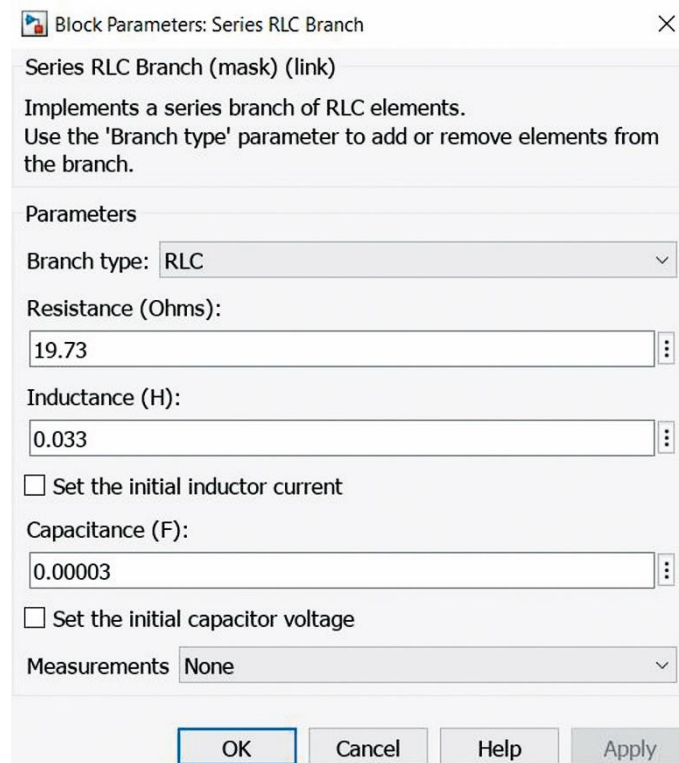 Block Parameters: Series RLC Branch
Series RLC Branch (mask) (link)
Implements a series branch of RLC elements.
Use the 'Branch type' parameter to add or remove elements from
the branch.
Parameters
Branch type: RLC
Resistance (Ohms):
19.73
Inductance (H):
0.033
Set the initial inductor current
Capacitance (F):
0.00003
Set the initial capacitor voltage
Measurements None
OK Cancel Help Apply